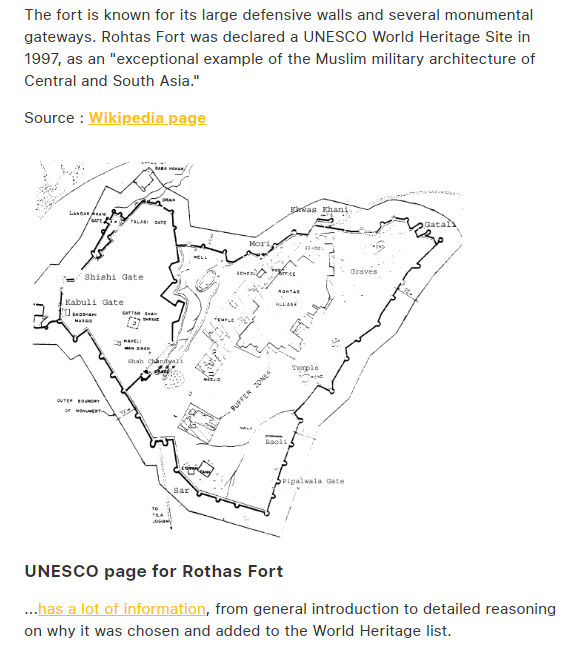 The fort is known for its large defensive walls and several monumental
gateways. Rohtas Fort was declared a UNESCO World Heritage Site in
1997, as an "exceptional example of the Muslim military architecture of
Central and South Asia."
Source : Wikipedia page
Langar Khani
GATE
TALAQI GATE
Khwas Khani
Gatali
Mori
WELL
SCHOOL
OFFICE
Graves
Shishi Gate
ROHTAS
VILLAGE
Kabuli Gate
MASJID
SATTAR SHAH
TEMPLE
HAVELI
MAN SINGH
Shah Chandwali
Temple
MASJID
BUFFER ZONE
OUTER BOUNDRY
OF MONUMENT
WALL
Baoli
Pipalwala Gate
Sar
TO
TILA
JOGIAN
UNESCO page for Rothas Fort
...has a lot of information, from general introduction to detailed reasoning
on why it was chosen and added to the World Heritage list.